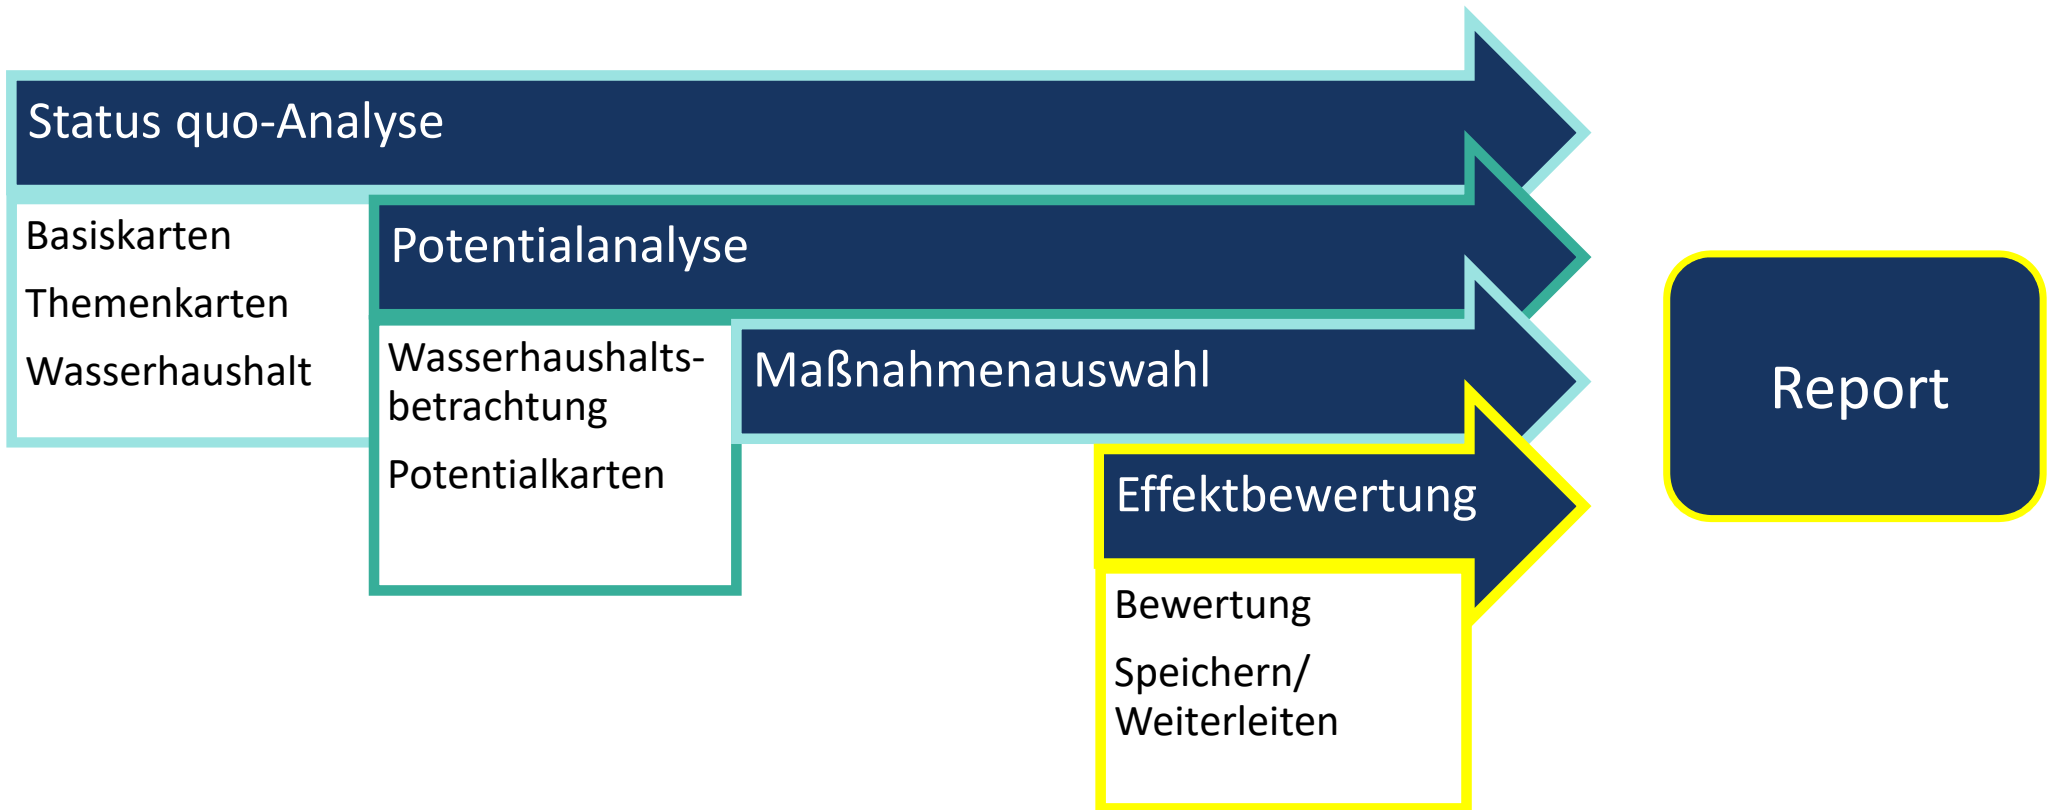 Status quo-Analyse
Basiskarten
Themenkarten
Wasserhaushalt
Potentialanalyse
Wasserhaushalts-
betrachtung
Potentialkarten
Maßnahmenauswahl
Effektbewertung
Bewertung
Speichern/
Weiterleiten
Report